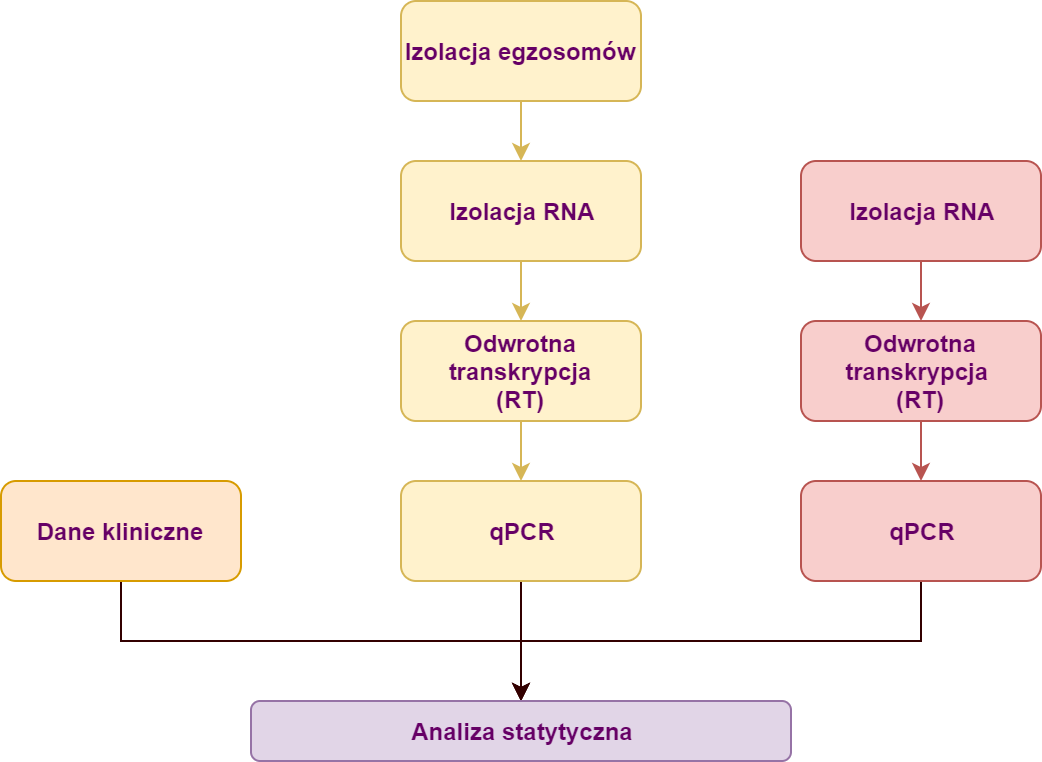 Izolacja egzosomów
Izolacja RNA
Izolacja RNA
Odwrotna
transkrypcja
(RT)
Odwrotna
transkrypcja
(RT)
Dane kliniczne
qPCR
qPCR
Analiza statytyczna